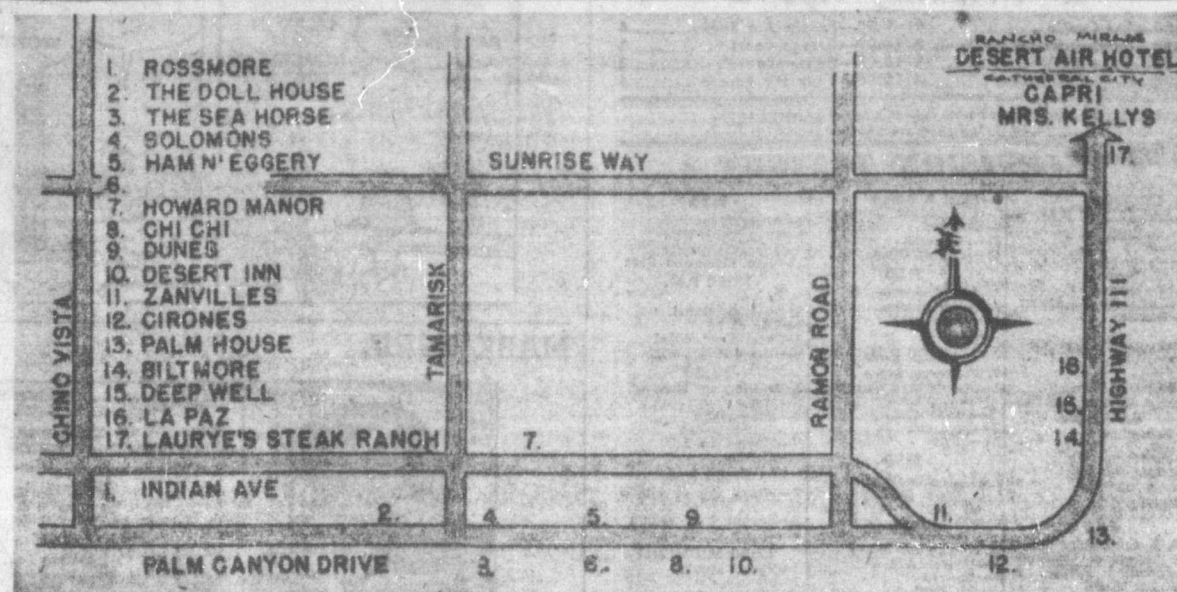 RANCHO MIRAGE
DESERT AIR HOTEL
CATHEDRAL CITY
CAPRI
MRS. KELLYS
1. ROSSMORE
2. THE DOLL HOUSE
3. THE SEA HORSE
4. SOLOMONS
5. HAM N' EGGERY
6.
7. HOWARD MANOR
8. CHI CHI
9. DUNES
10. DESERT INN
11. ZANVILLES
12. CIRONES
13. PALM HOUSE
14. BILTMORE
15. DEEP WELL
16. LA PAZ
17. LAURYE'S STEAK RANCH
SUNRISE WAY
17.
CHINO VISTA
TAMARISK
RAMON ROAD
HIGHWAY 111
16.
15.
14.
7.
1. INDIAN AVE
2. 4. 5. 9. 11.
13.
PALM CANYON DRIVE
3. 6. 8. 10. 12.